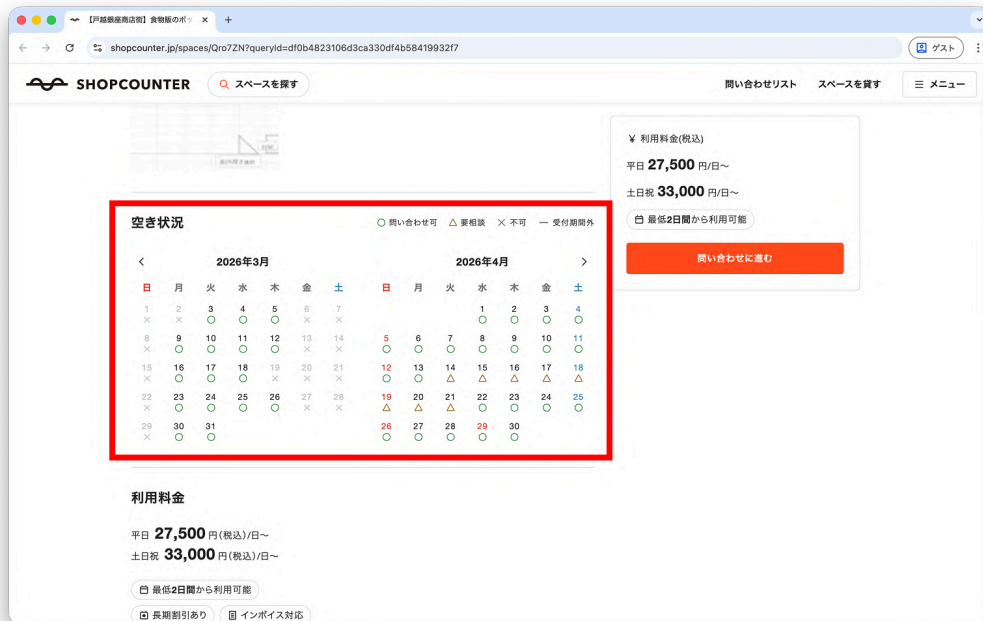 【戸越銀座商店街】食物販のポッ
shopcounter.jp/spaces/Qro7ZN?queryId=df0b4823106d3ca330df4b58419932f7
ゲスト
SHOPCOUNTER
スペースを探す
問い合わせリスト
スペースを貸す
メニュー
空き状況
○ 問い合わせ可 △ 要相談 × 不可 — 受付期間外
2026年3月
日 月 火 水 木 金 土
1 2 3 4 5 6 7
× × ○ ○ ○ × ×
8 9 10 11 12 13 14
× ○ ○ ○ ○ × ×
15 16 17 18 19 20 21
× ○ ○ ○ × × ×
22 23 24 25 26 27 28
× ○ ○ ○ ○ × ×
29 30 31
× ○ ○
2026年4月
日 月 火 水 木 金 土
1 2 3 4
○ ○ ○ ○
5 6 7 8 9 10 11
○ ○ ○ ○ ○ ○ ○
12 13 14 15 16 17 18
○ ○ △ △ △ △ △
19 20 21 22 23 24 25
△ △ △ ○ ○ ○ ○
26 27 28 29 30
○ ○ ○ ○ ○
¥ 利用料金(税込)
平日 27,500 円/日～
土日祝 33,000 円/日～
最低2日間から利用可能
問い合わせに進む
利用料金
平日 27,500 円(税込)/日～
土日祝 33,000 円(税込)/日～
最低2日間から利用可能
長期割引あり
インボイス対応